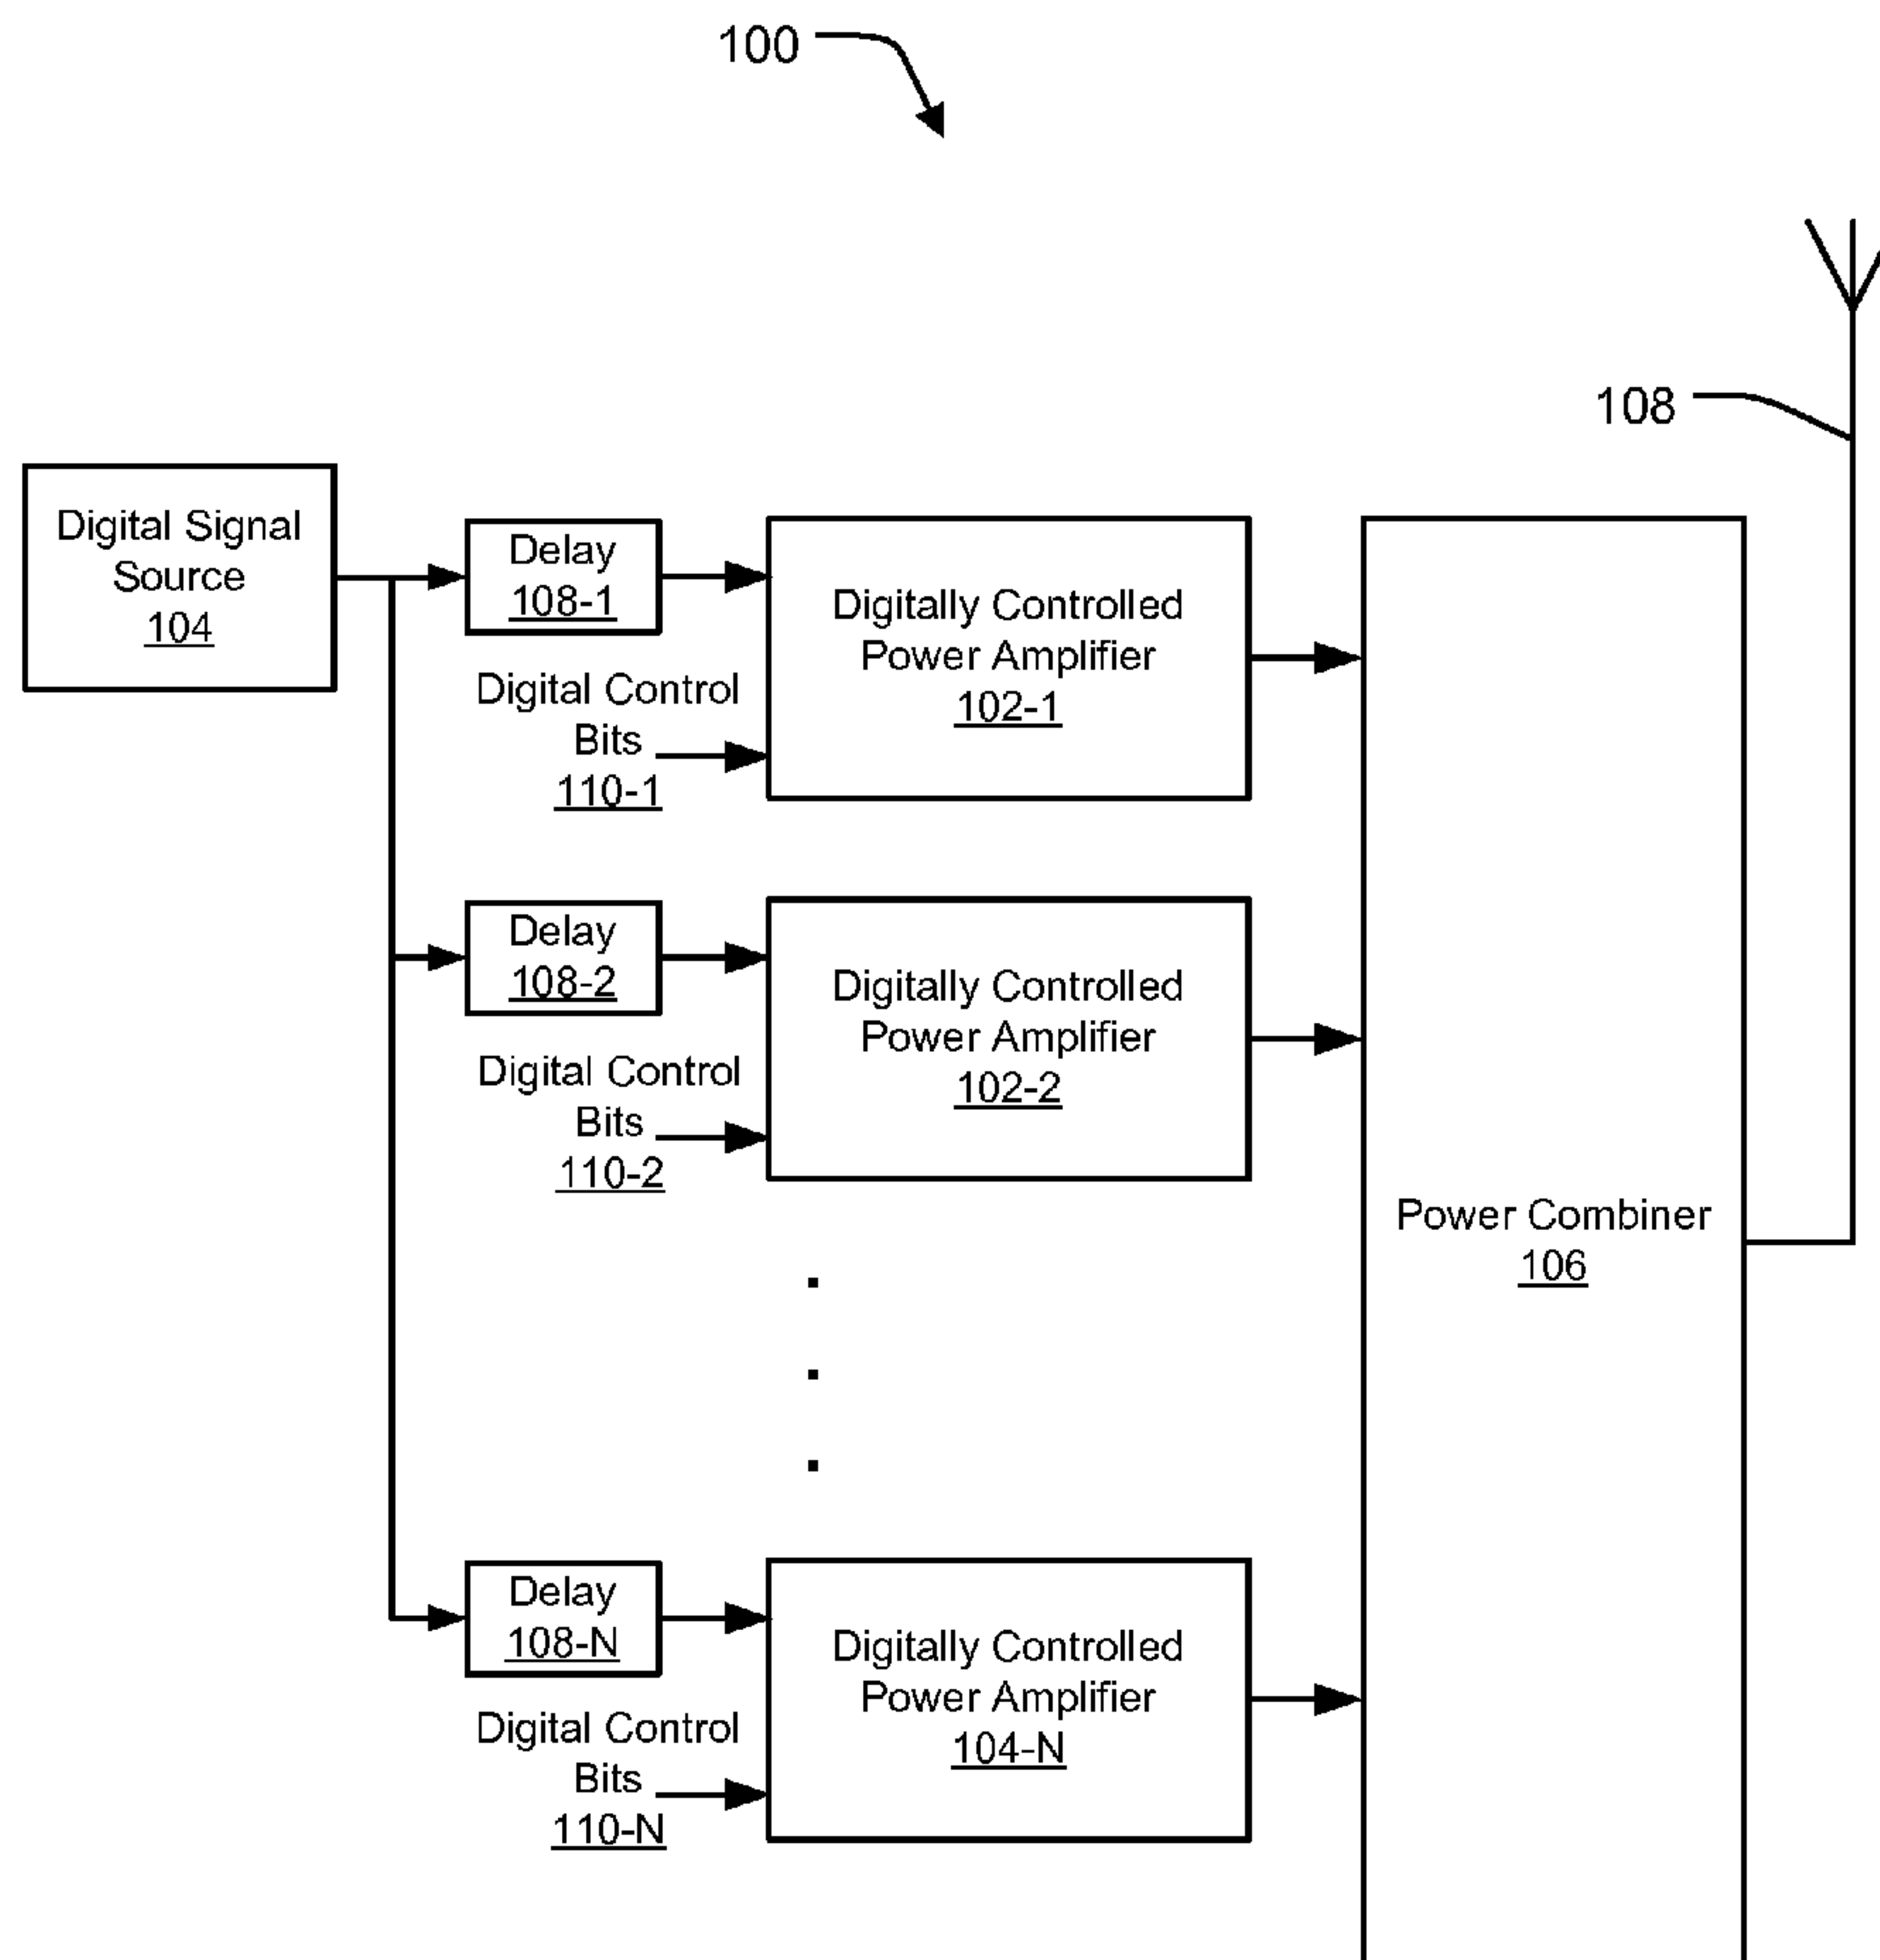 100
108
Digital Signal
Source
104
Delay
108-1
Digitally Controlled
Power Amplifier
102-1
Digital Control
Bits
110-1
Delay
108-2
Digitally Controlled
Power Amplifier
102-2
Digital Control
Bits
110-2
Power Combiner
106
Delay
108-N
Digitally Controlled
Power Amplifier
104-N
Digital Control
Bits
110-N